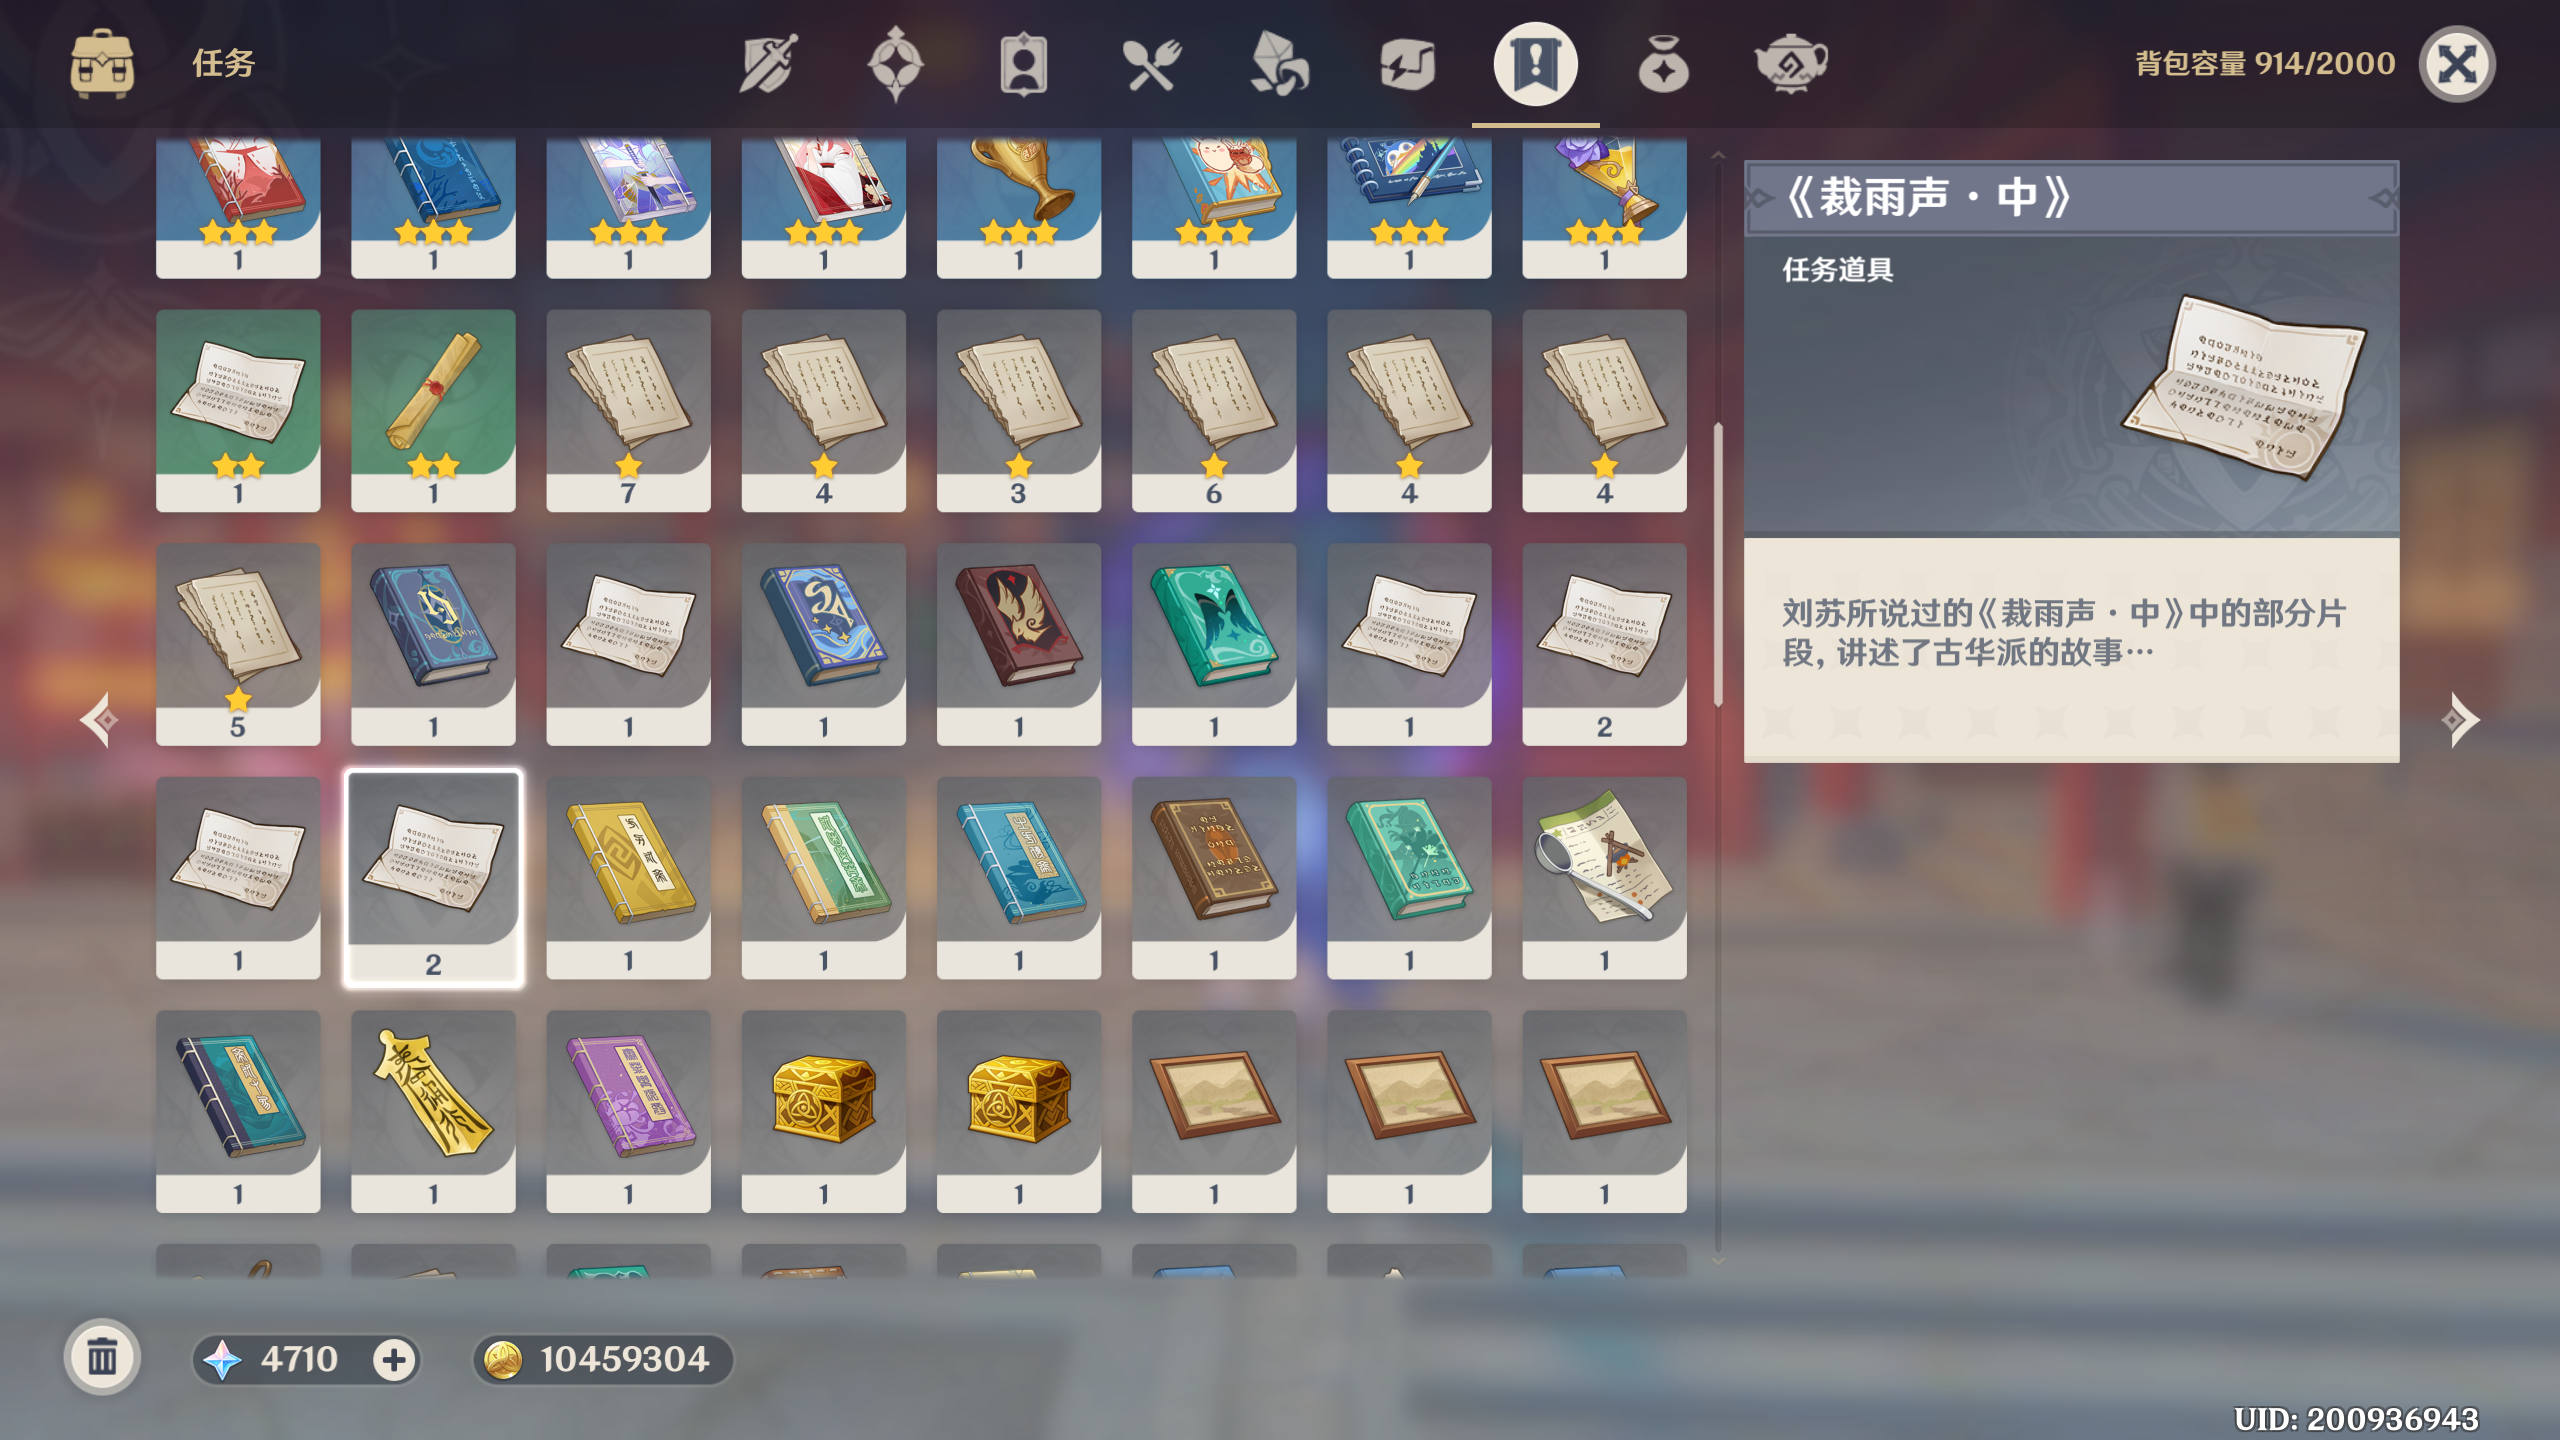 任务
背包容量 914/2000
1 1 1 1 1 1 1 1
1 1 7 4 3 6 4 4
5 1 1 1 1 1 1 2
1 2 1 1 1 1 1 1
1 1 1 1 1 1 1 1
《裁雨声·中》
任务道具
刘苏所说过的《裁雨声·中》中的部分片
段,讲述了古华派的故事…
4710
10459304
UID: 200936943